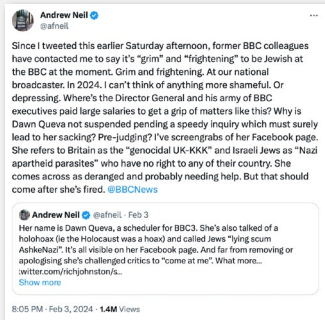 Andrew Neil
@afneil
Since I tweeted this earlier Saturday afternoon, former BBC colleagues
have contacted me to say it's “grim” and “frightening” to be Jewish at
the BBC at the moment. Grim and frightening. At our national
broadcaster. In 2024. I can't think of anything more shameful. Or
depressing. Where's the Director General and his army of BBC
executives paid large salaries to get a grip of matters like this? Why is
Dawn Queva not suspended pending a speedy inquiry which must surely
lead to her sacking? Pre-judging? I've screengrabs of her Facebook page.
She refers to Britain as the “genocidal UK-KKK” and Israeli Jews as “Nazi
apartheid parasites” who have no right to any of their country. She
comes across as deranged and probably needing help. But that should
come after she's fired. @BBCNews
Andrew Neil @afneil · Feb 3
Her name is Dawn Queva, a scheduler for BBC3. She's also talked of a
holohoax (ie the Holocaust was a hoax) and called Jews “lying scum
AshkeNazi”. It's all visible on her Facebook page. And far from removing or
apologising she's challenged critics to “come at me”. What more...
:witter.com/richjohnston/s...
Show more
8:05 PM · Feb 3, 2024 · 1.4M Views